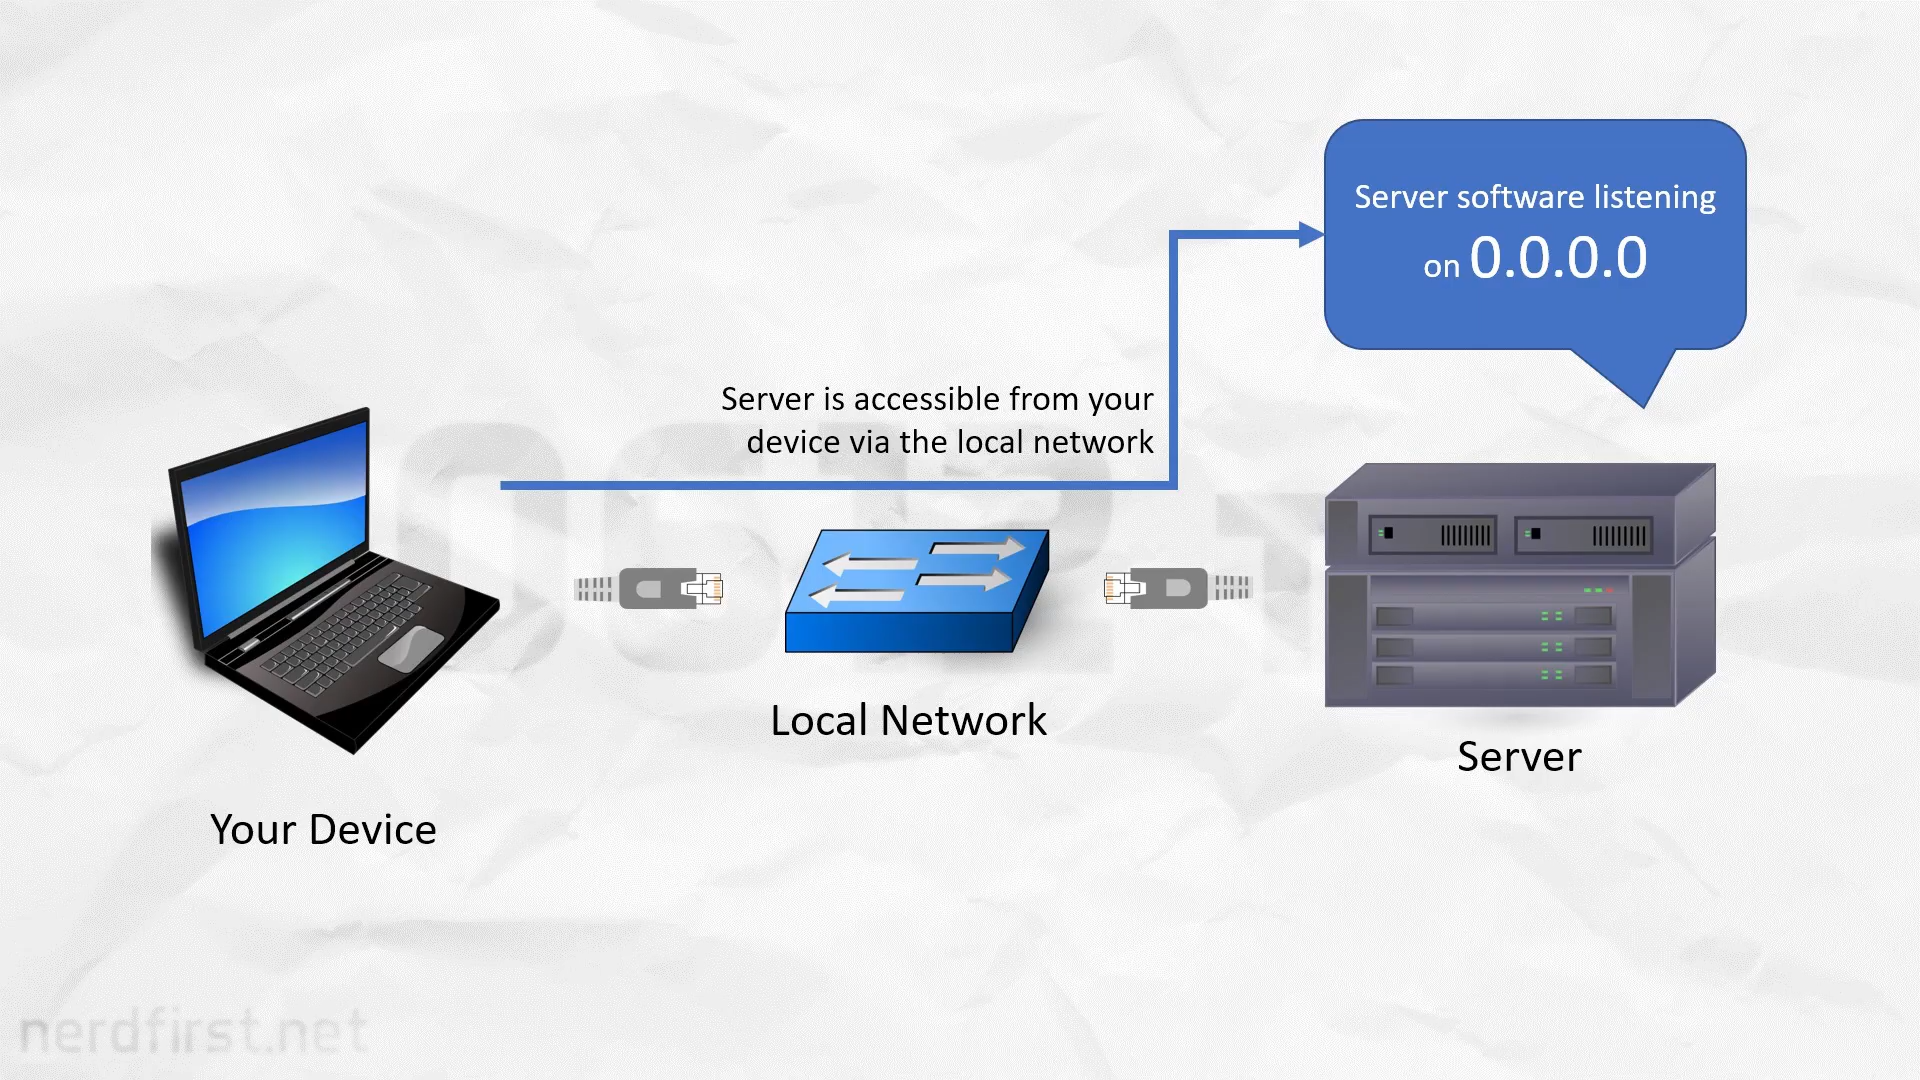 Server software listening
on 0.0.0.0
Server is accessible from your
device via the local network
Local Network
Server
Your Device
nerdfirst.net